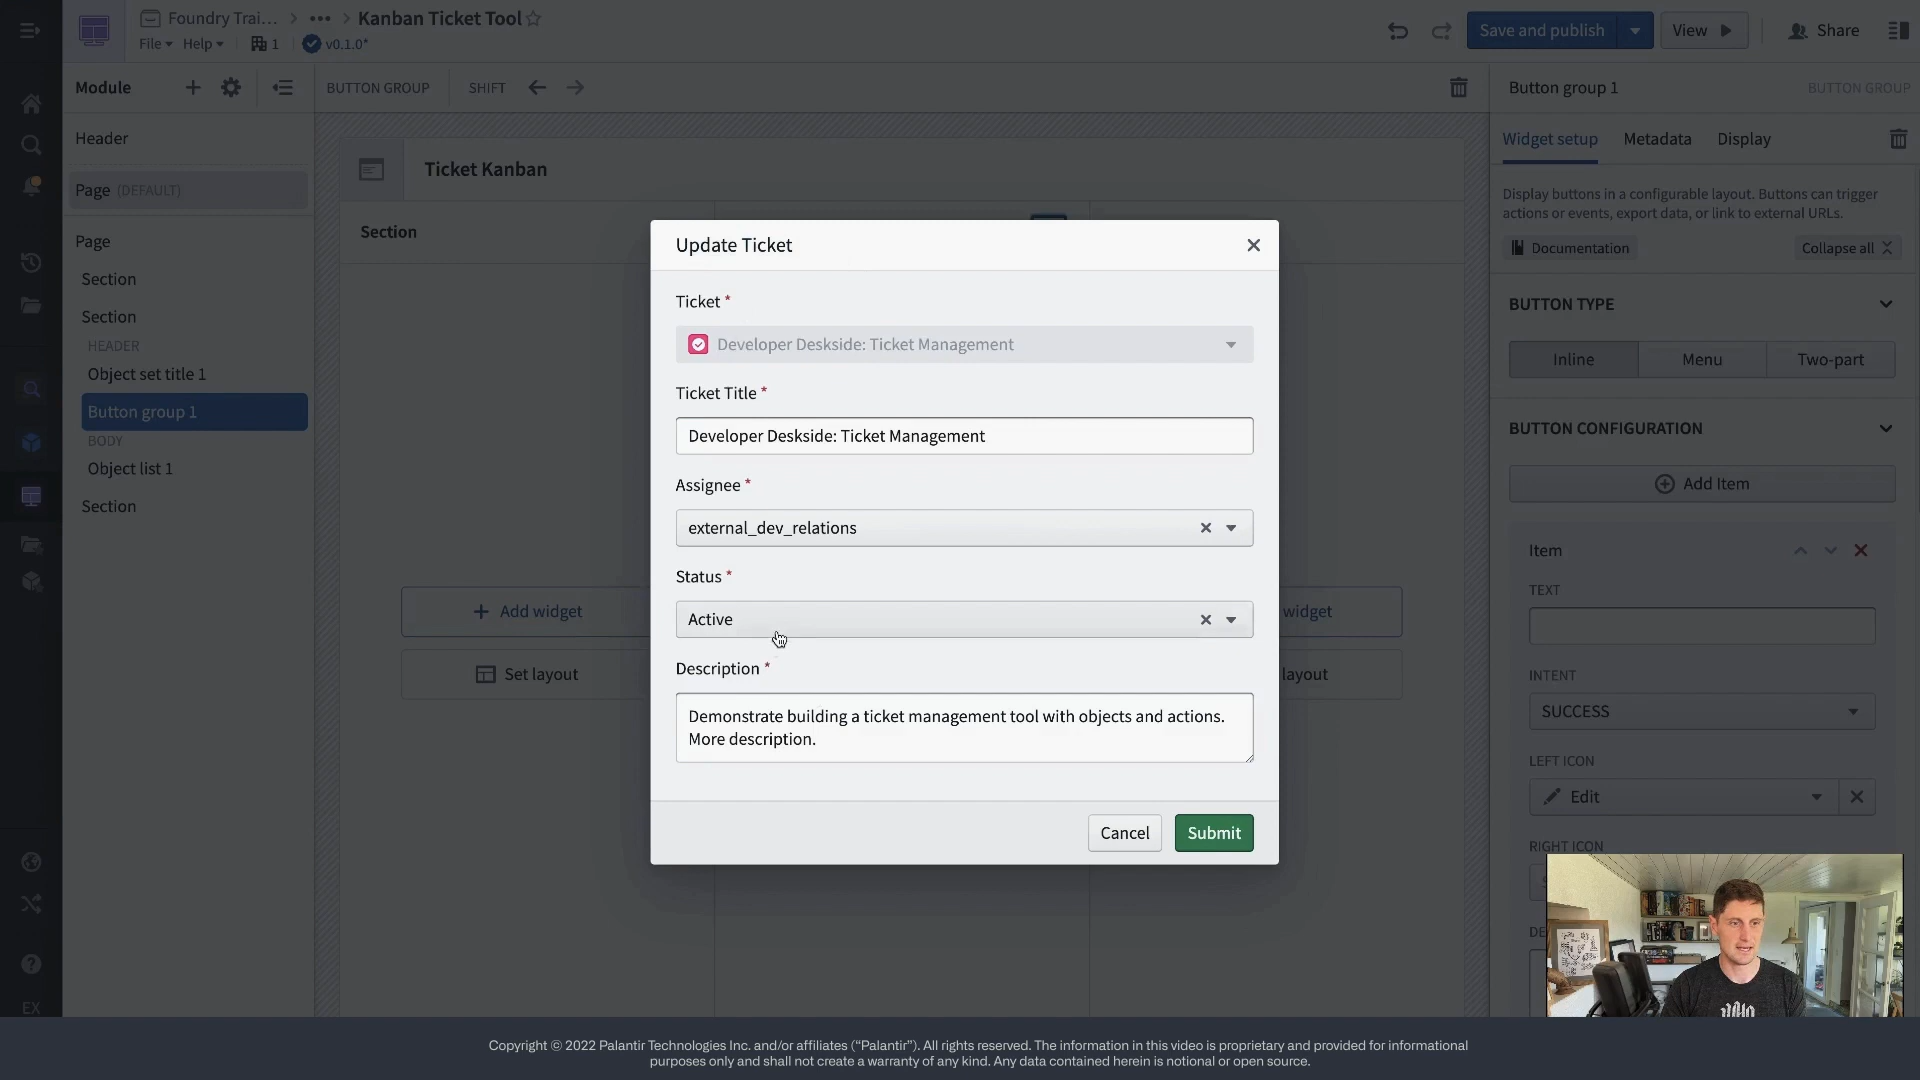 Foundry Trai... > ••• > Kanban Ticket Tool
File Help 1 v0.1.0*
Save and publish
View
Share
Module
BUTTON GROUP
SHIFT
Button group 1
BUTTON GROUP
Header
Page (DEFAULT)
Page
Section
Section
HEADER
Object set title 1
Button group 1
BODY
Object list 1
Section
EX
Ticket Kanban
Section
Add widget
Set layout
widget
layout
Update Ticket
Ticket *
Developer Deskside: Ticket Management
Ticket Title *
Developer Deskside: Ticket Management
Assignee *
external_dev_relations
Status *
Active
Description *
Demonstrate building a ticket management tool with objects and actions.
More description.
Cancel
Submit
Widget setup
Metadata
Display
Display buttons in a configurable layout. Buttons can trigger
actions or events, export data, or link to external URLs.
Documentation
Collapse all
BUTTON TYPE
Inline
Menu
Two-part
BUTTON CONFIGURATION
Add Item
Item
TEXT
INTENT
SUCCESS
LEFT ICON
Edit
RIGHT ICON
Copyright © 2022 Palantir Technologies Inc. and/or affiliates (“Palantir”). All rights reserved. The information in this video is proprietary and provided for informational
purposes only and shall not create a warranty of any kind. Any data contained herein is notional or open source.